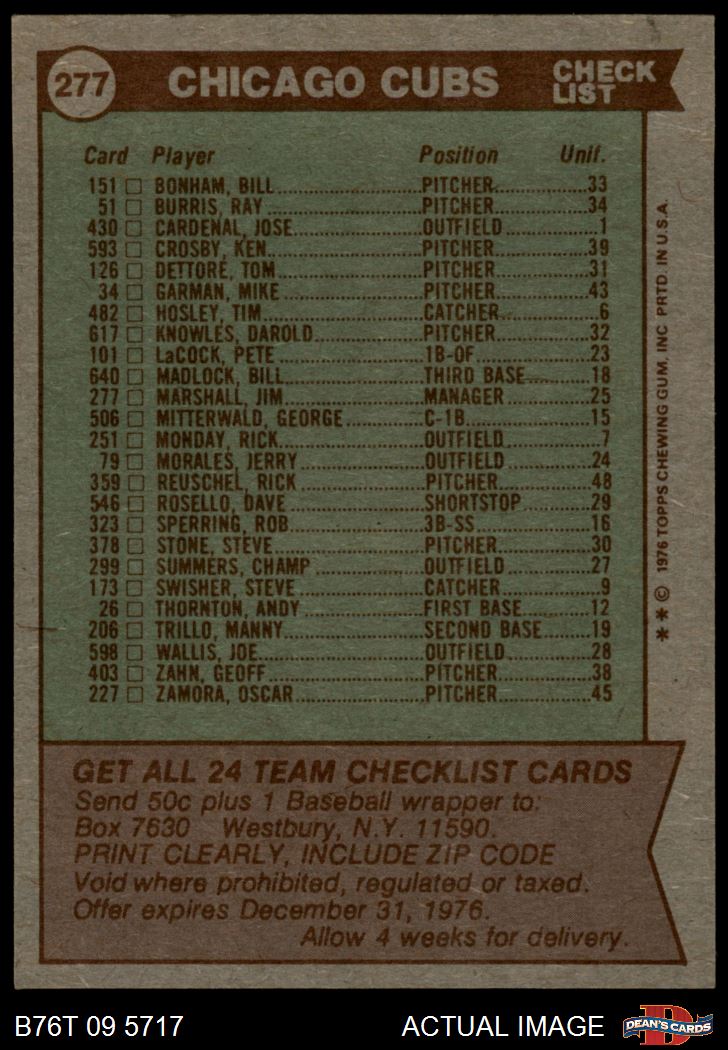 277 CHICAGO CUBS CHECK LIST
Card Player Position Unif.
151 □ BONHAM, BILL PITCHER 33
51 □ BURRIS, RAY PITCHER 34
430 □ CARDENAL, JOSE OUTFIELD 1
593 □ CROSBY, KEN PITCHER 39
126 □ DETTORE, TOM PITCHER 31
34 □ GARMAN, MIKE PITCHER 43
482 □ HOSLEY, TIM CATCHER 6
617 □ KNOWLES, DAROLD PITCHER 32
101 □ LaCOCK, PETE 1B-OF 23
640 □ MADLOCK, BILL THIRD BASE 18
277 □ MARSHALL, JIM MANAGER 25
506 □ MITTERWALD, GEORGE C-1B 15
251 □ MONDAY, RICK OUTFIELD 7
79 □ MORALES, JERRY OUTFIELD 24
359 □ REUSCHEL, RICK PITCHER 48
546 □ ROSELLO, DAVE SHORTSTOP 29
323 □ SPERRING, ROB 3B-SS 16
378 □ STONE, STEVE PITCHER 30
299 □ SUMMERS, CHAMP OUTFIELD 27
173 □ SWISHER, STEVE CATCHER 9
26 □ THORNTON, ANDY FIRST BASE 12
206 □ TRILLO, MANNY SECOND BASE 19
598 □ WALLIS, JOE OUTFIELD 28
403 □ ZAHN, GEOFF PITCHER 38
227 □ ZAMORA, OSCAR PITCHER 45
** © 1976 TOPPS CHEWING GUM, INC. PRTD. IN U.S.A.
GET ALL 24 TEAM CHECKLIST CARDS
Send 50c plus 1 Baseball wrapper to:
Box 7630 Westbury, N.Y. 11590.
PRINT CLEARLY, INCLUDE ZIP CODE
Void where prohibited, regulated or taxed.
Offer expires December 31, 1976.
Allow 4 weeks for delivery.
B76T 09 5717 ACTUAL IMAGE D DEAN'S CARDS